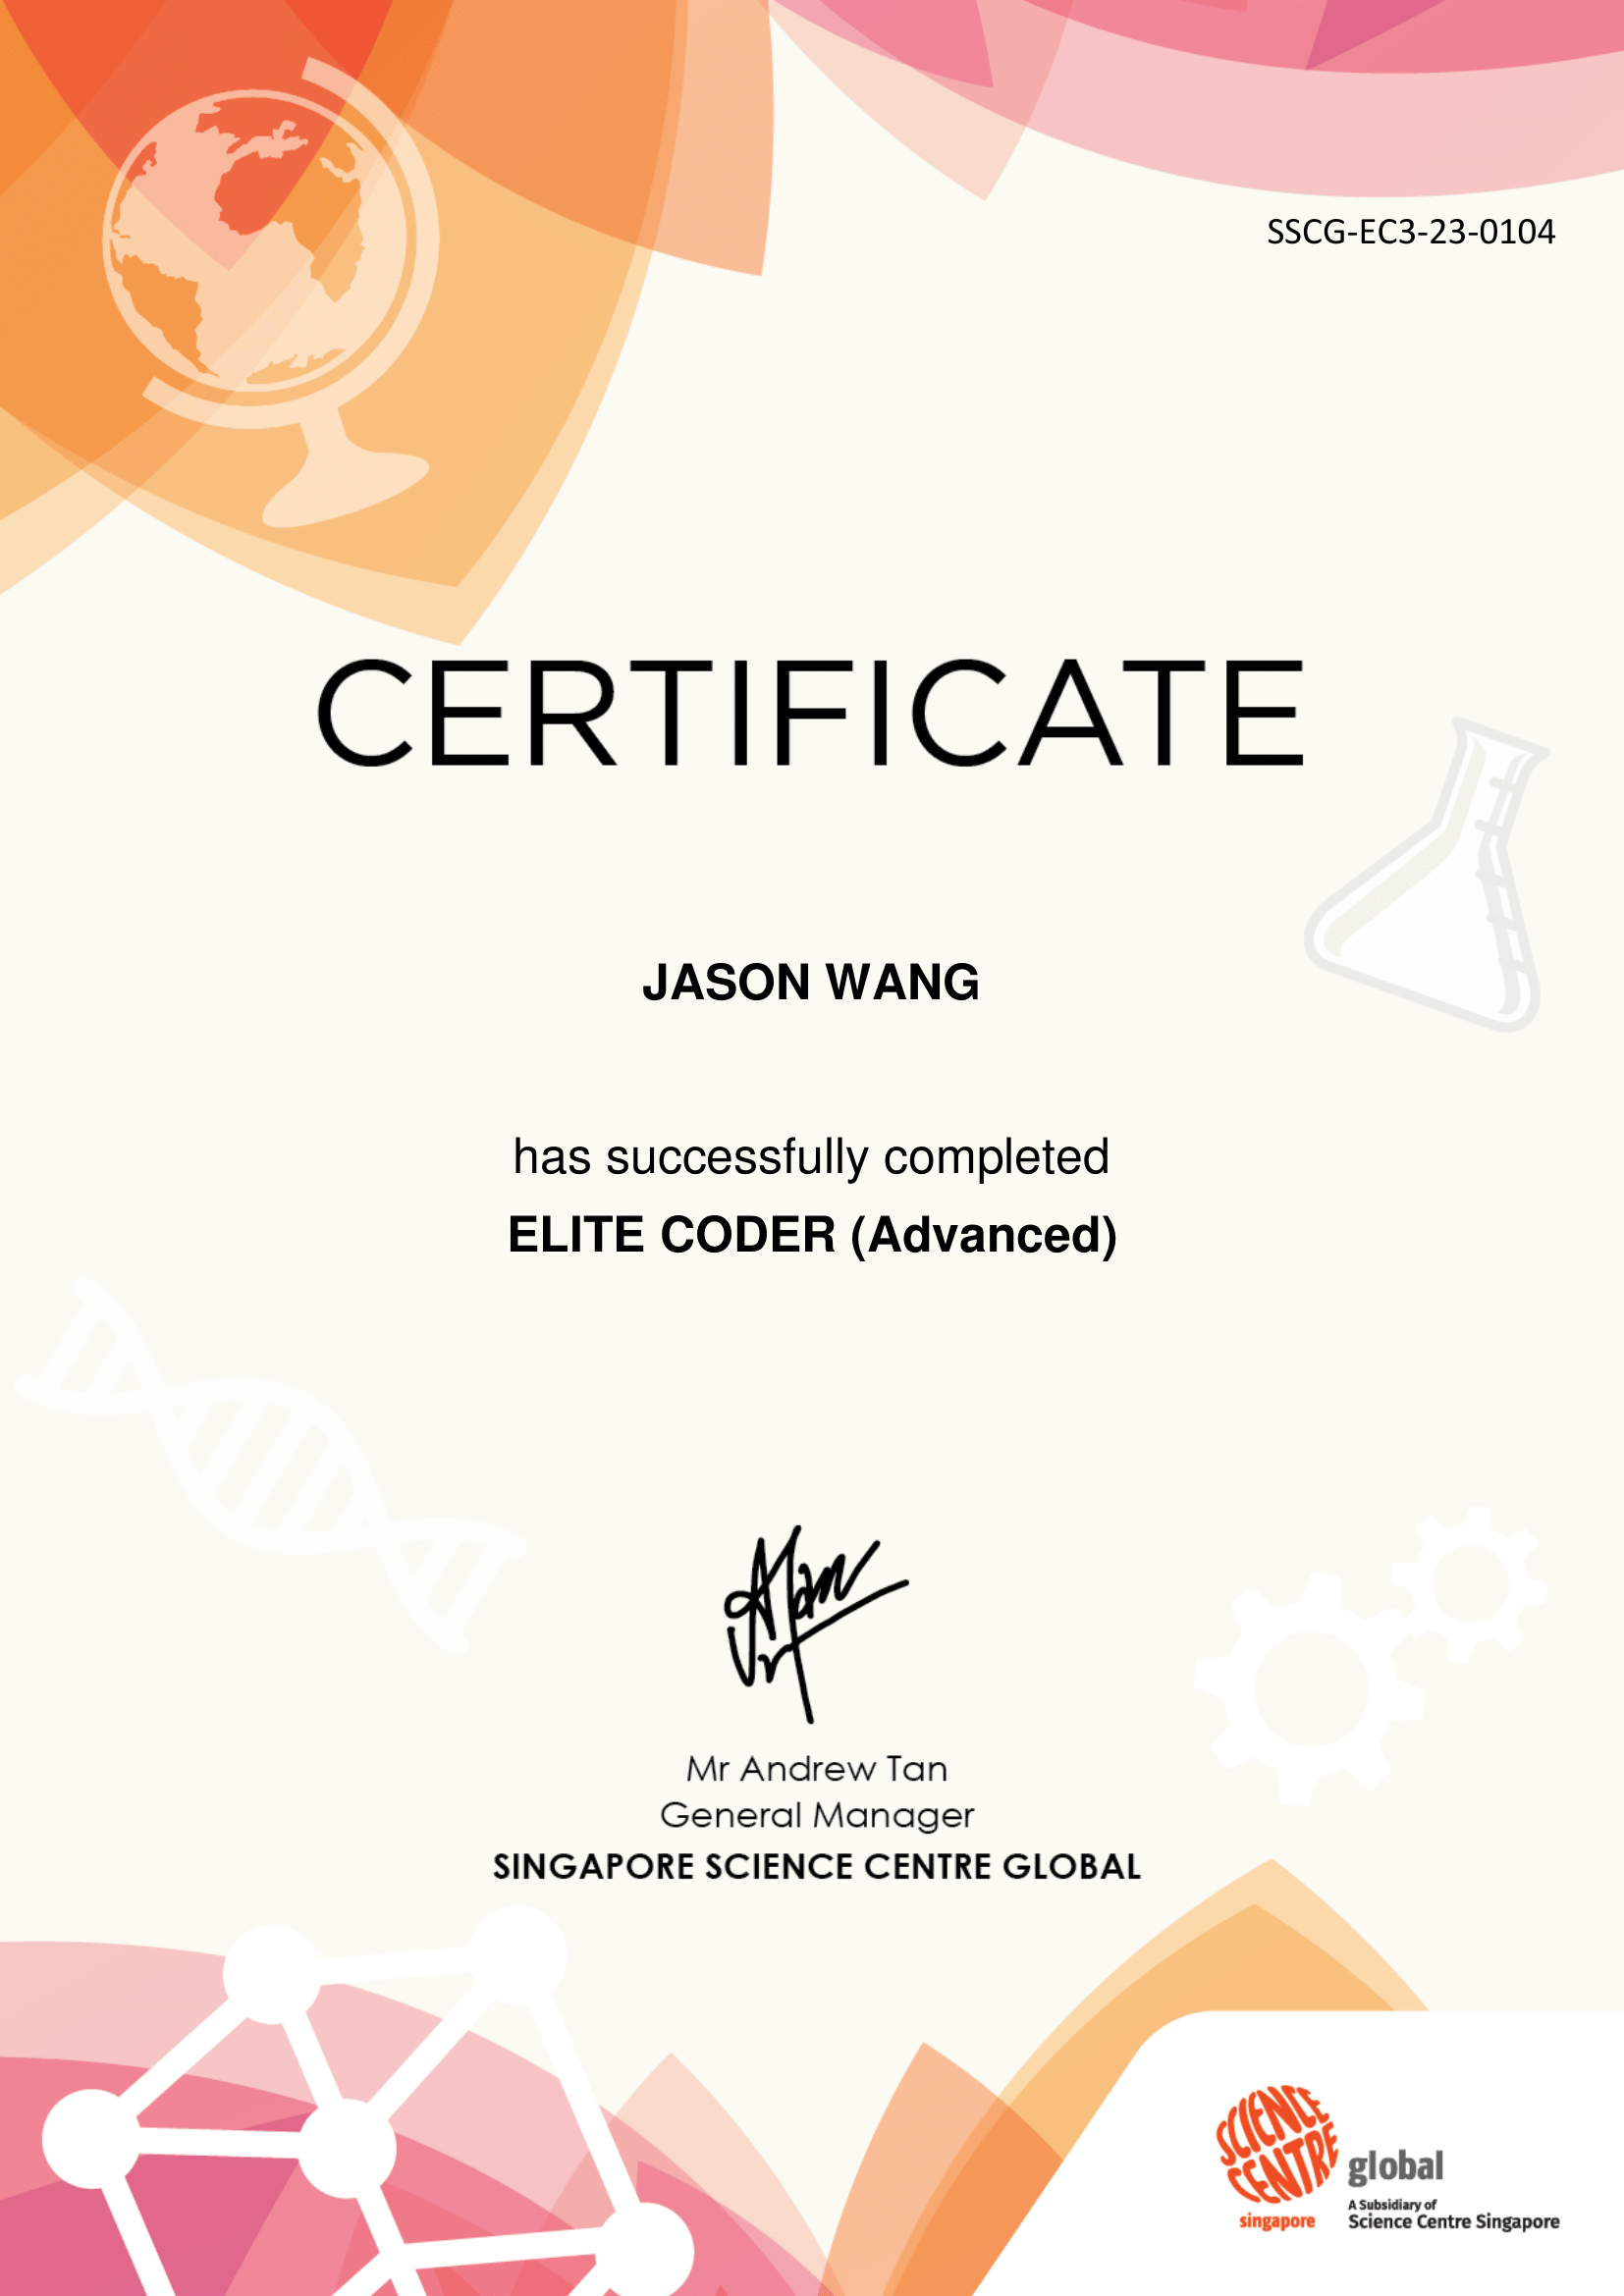 SSCG-EC3-23-0104
CERTIFICATE
JASON WANG
has successfully completed
ELITE CODER (Advanced)
Mr Andrew Tan
General Manager
SINGAPORE SCIENCE CENTRE GLOBAL
SCIENCE
CENTRE
singapore
global
A Subsidiary of
Science Centre Singapore